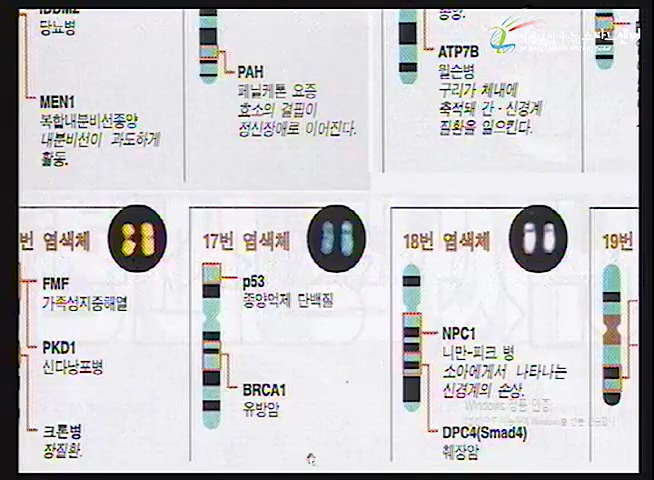 당뇨병
MEN1
복합내분비선종양
내분비선이 과도하게
활동.
PAH
페닐케톤 요증
효소의 결핍이
정신장애로 이어진다.
종양.
ATP7B
윌슨병
구리가 체내에
축적돼 간·신경계
질환을 일으킨다.
번 염색체
FMF
가족성지중해열
PKD1
신다낭포병
크론병
장질환.
17번 염색체
p53
종양억제 단백질
BRCA1
유방암
18번 염색체
NPC1
니만-피크 병
소아에게서 나타나는
신경계의 손상.
DPC4(Smad4)
췌장암
19번
Windows 정품 인증